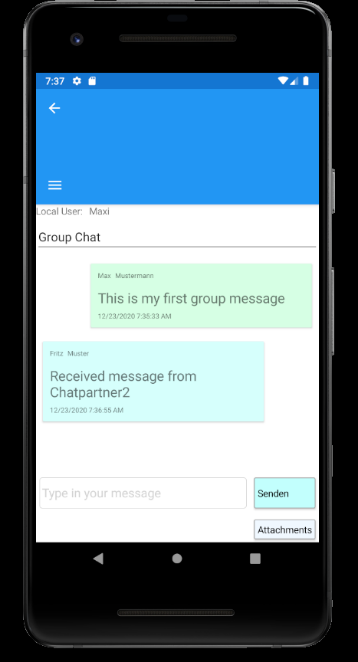 7:37
Local User: Maxi
Group Chat
Max Mustermann
This is my first group message
12/23/2020 7:36:33 AM
Fritz Muster
Received message from
Chatpartner2
12/23/2020 7:36:55 AM
Type in your message
Senden
Attachments